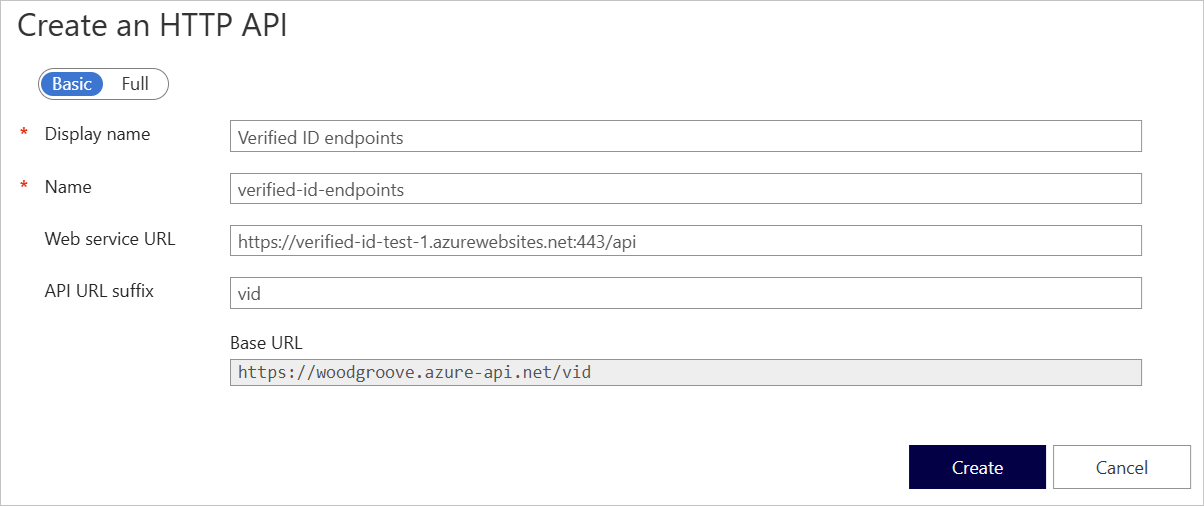 Create an HTTP API
Basic Full
* Display name Verified ID endpoints
* Name verified-id-endpoints
Web service URL https://verified-id-test-1.azurewebsites.net:443/api
API URL suffix vid
Base URL
https://woodgroove.azure-api.net/vid
Create Cancel